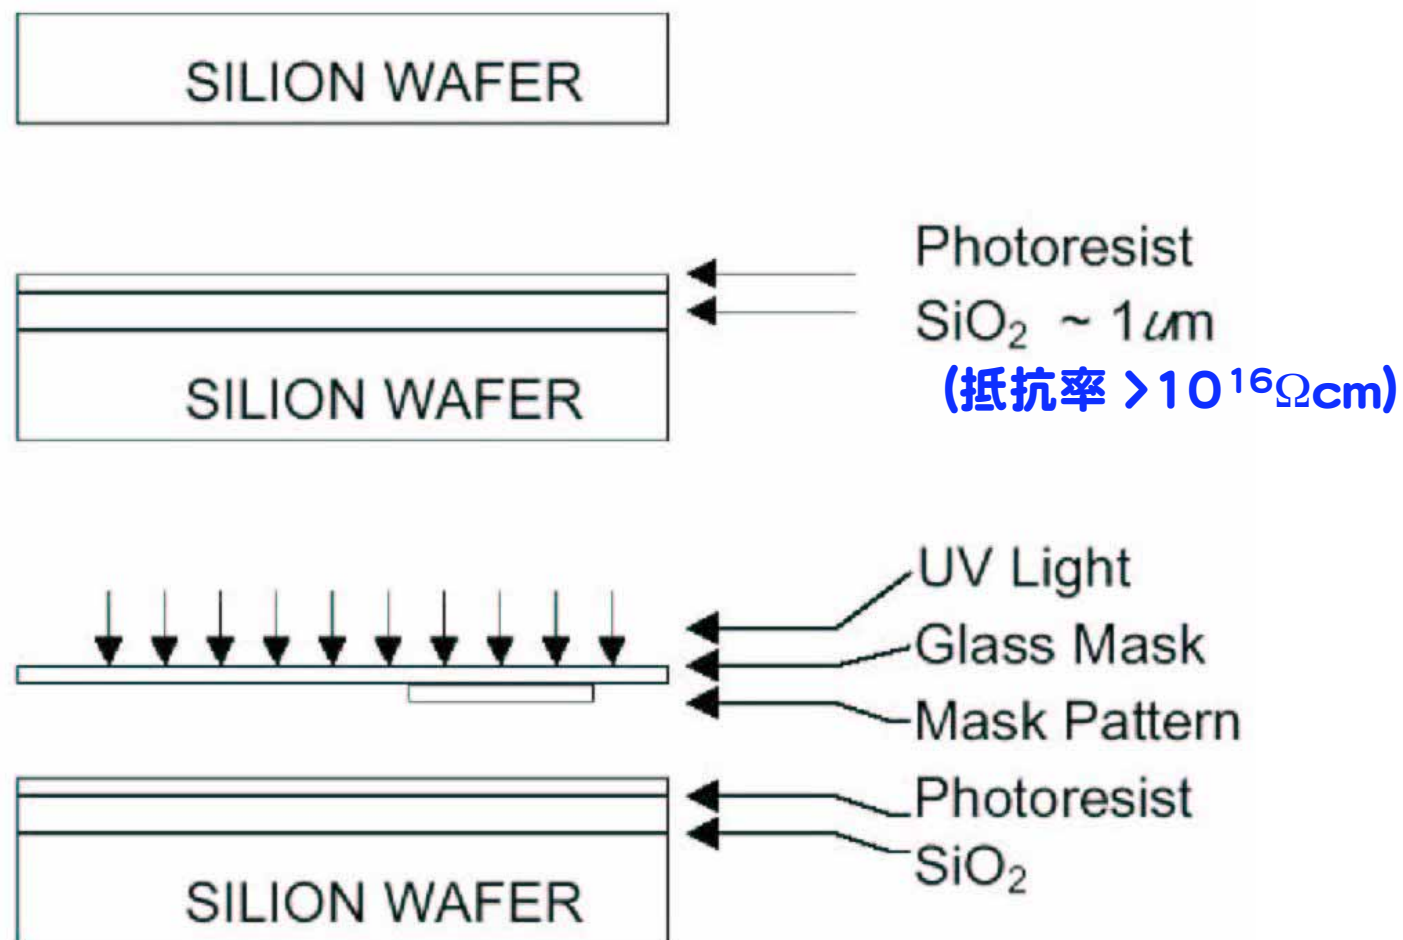 SILION WAFER
Photoresist
SiO₂ ~ 1um
SILION WAFER
(抵抗率 >10¹⁶Ωcm)
UV Light
Glass Mask
Mask Pattern
Photoresist
SiO₂
SILION WAFER